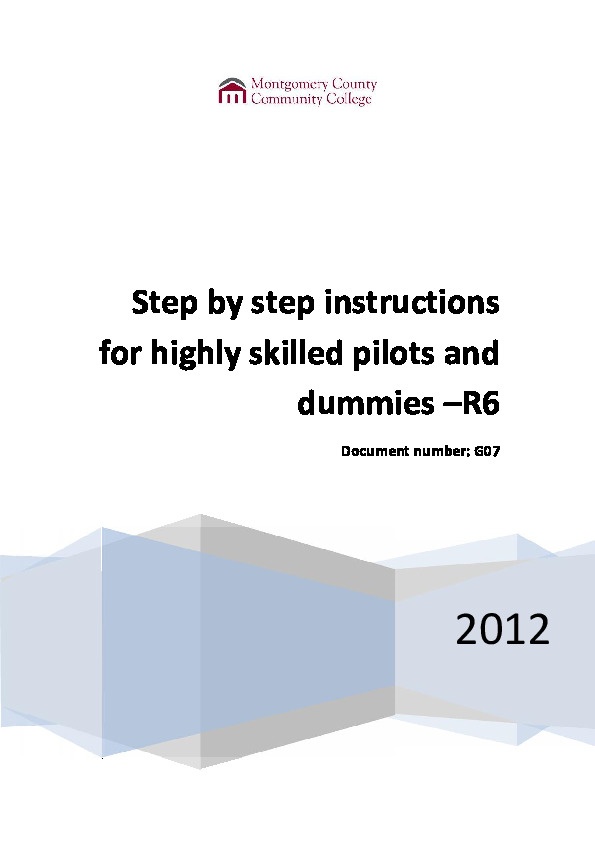 Montgomery County
Community College
Step by step instructions
for highly skilled pilots and
dummies –R6
Document number: G07
2012